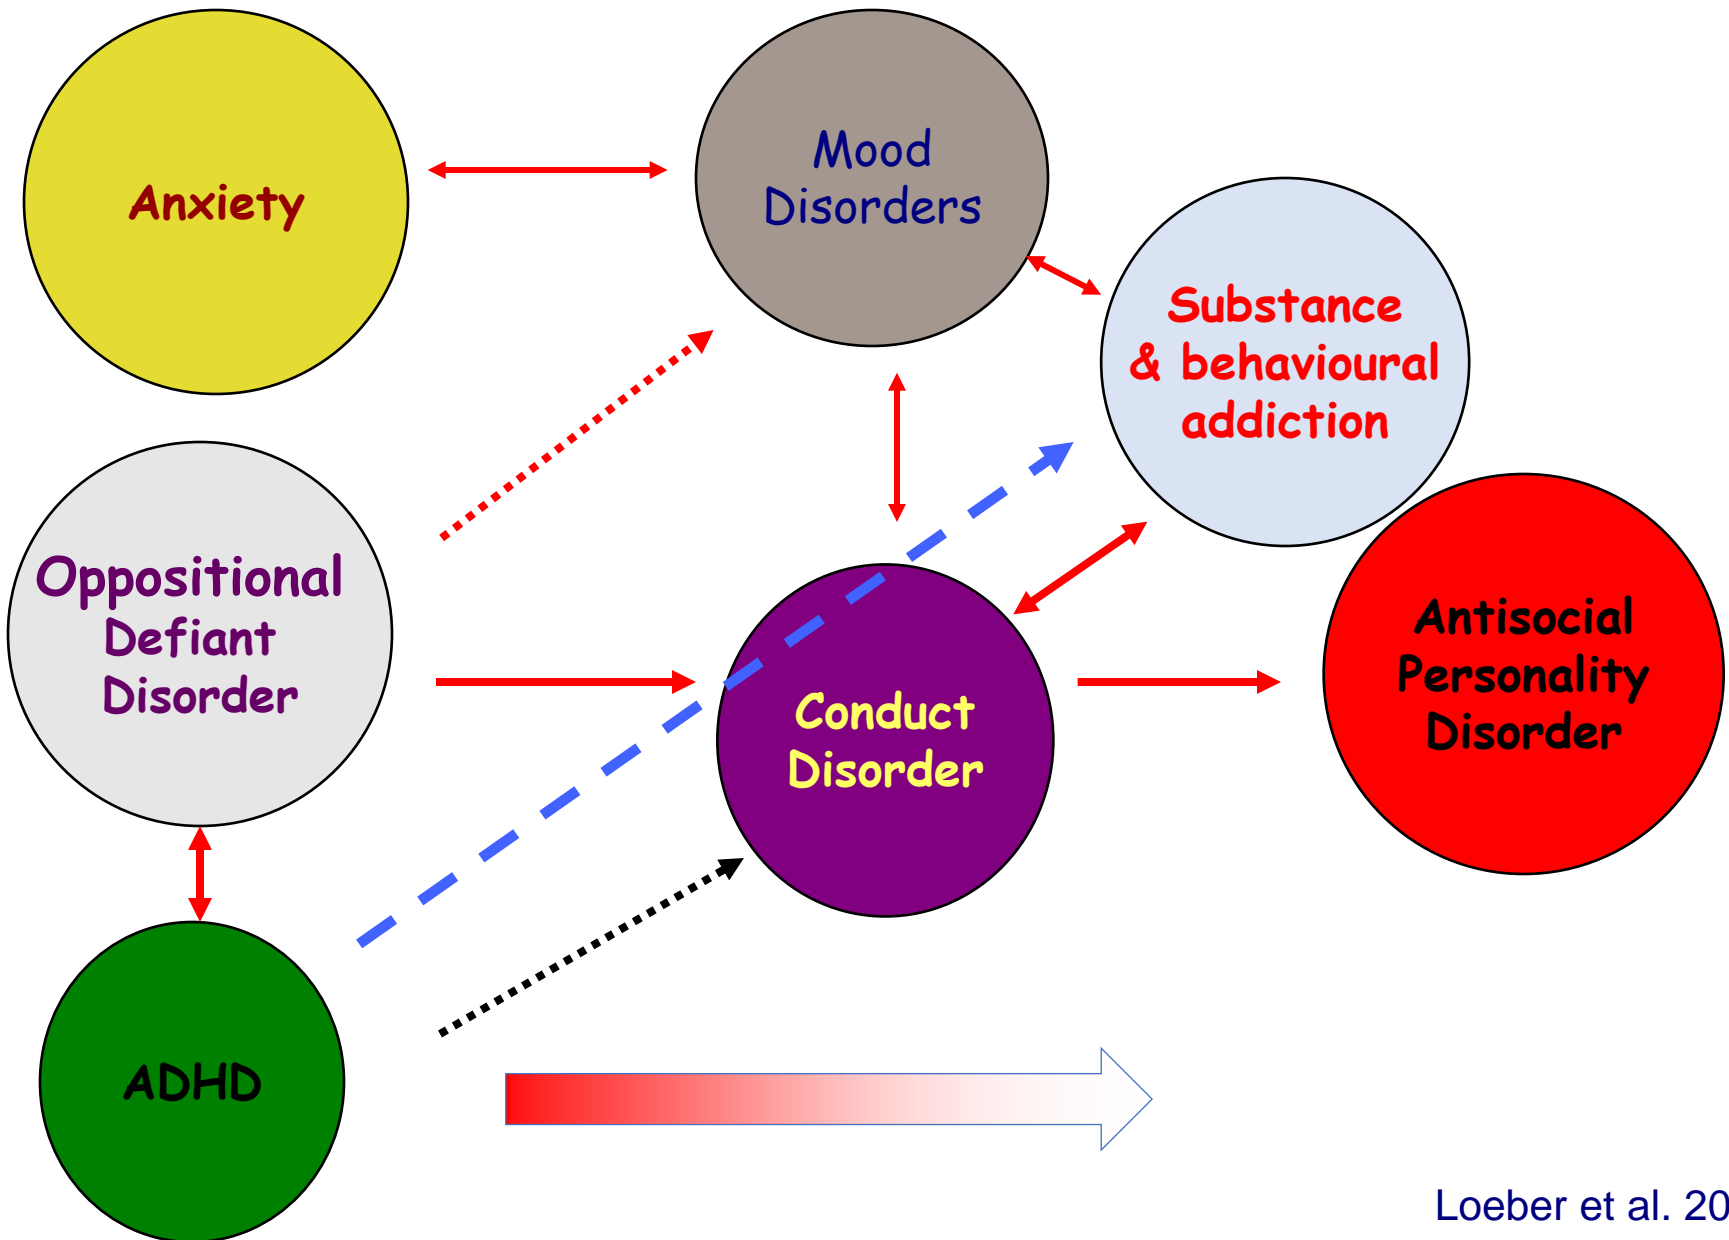 Anxiety
Mood
Disorders
Substance
& behavioural
addiction
Oppositional
Defiant
Disorder
Conduct
Disorder
Antisocial
Personality
Disorder
ADHD
Loeber et al. 20